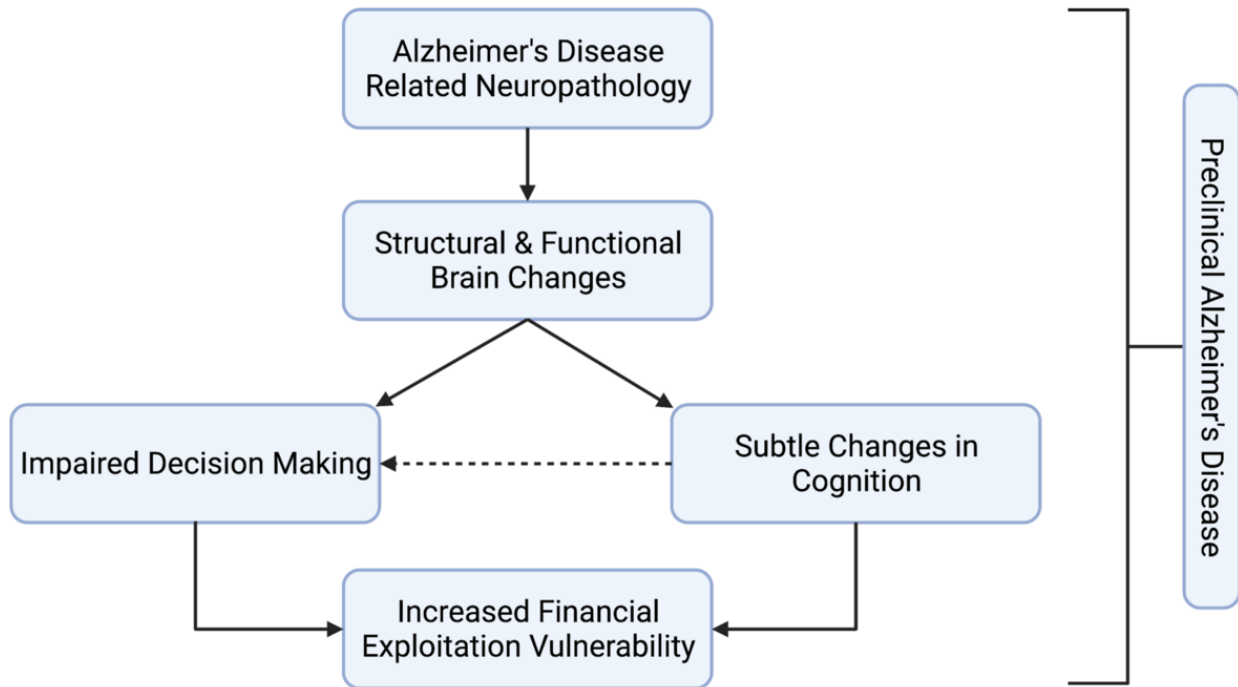 Alzheimer's Disease
Related Neuropathology
Structural & Functional
Brain Changes
Impaired Decision Making
Subtle Changes in
Cognition
Increased Financial
Exploitation Vulnerability
Preclinical Alzheimer's Disease